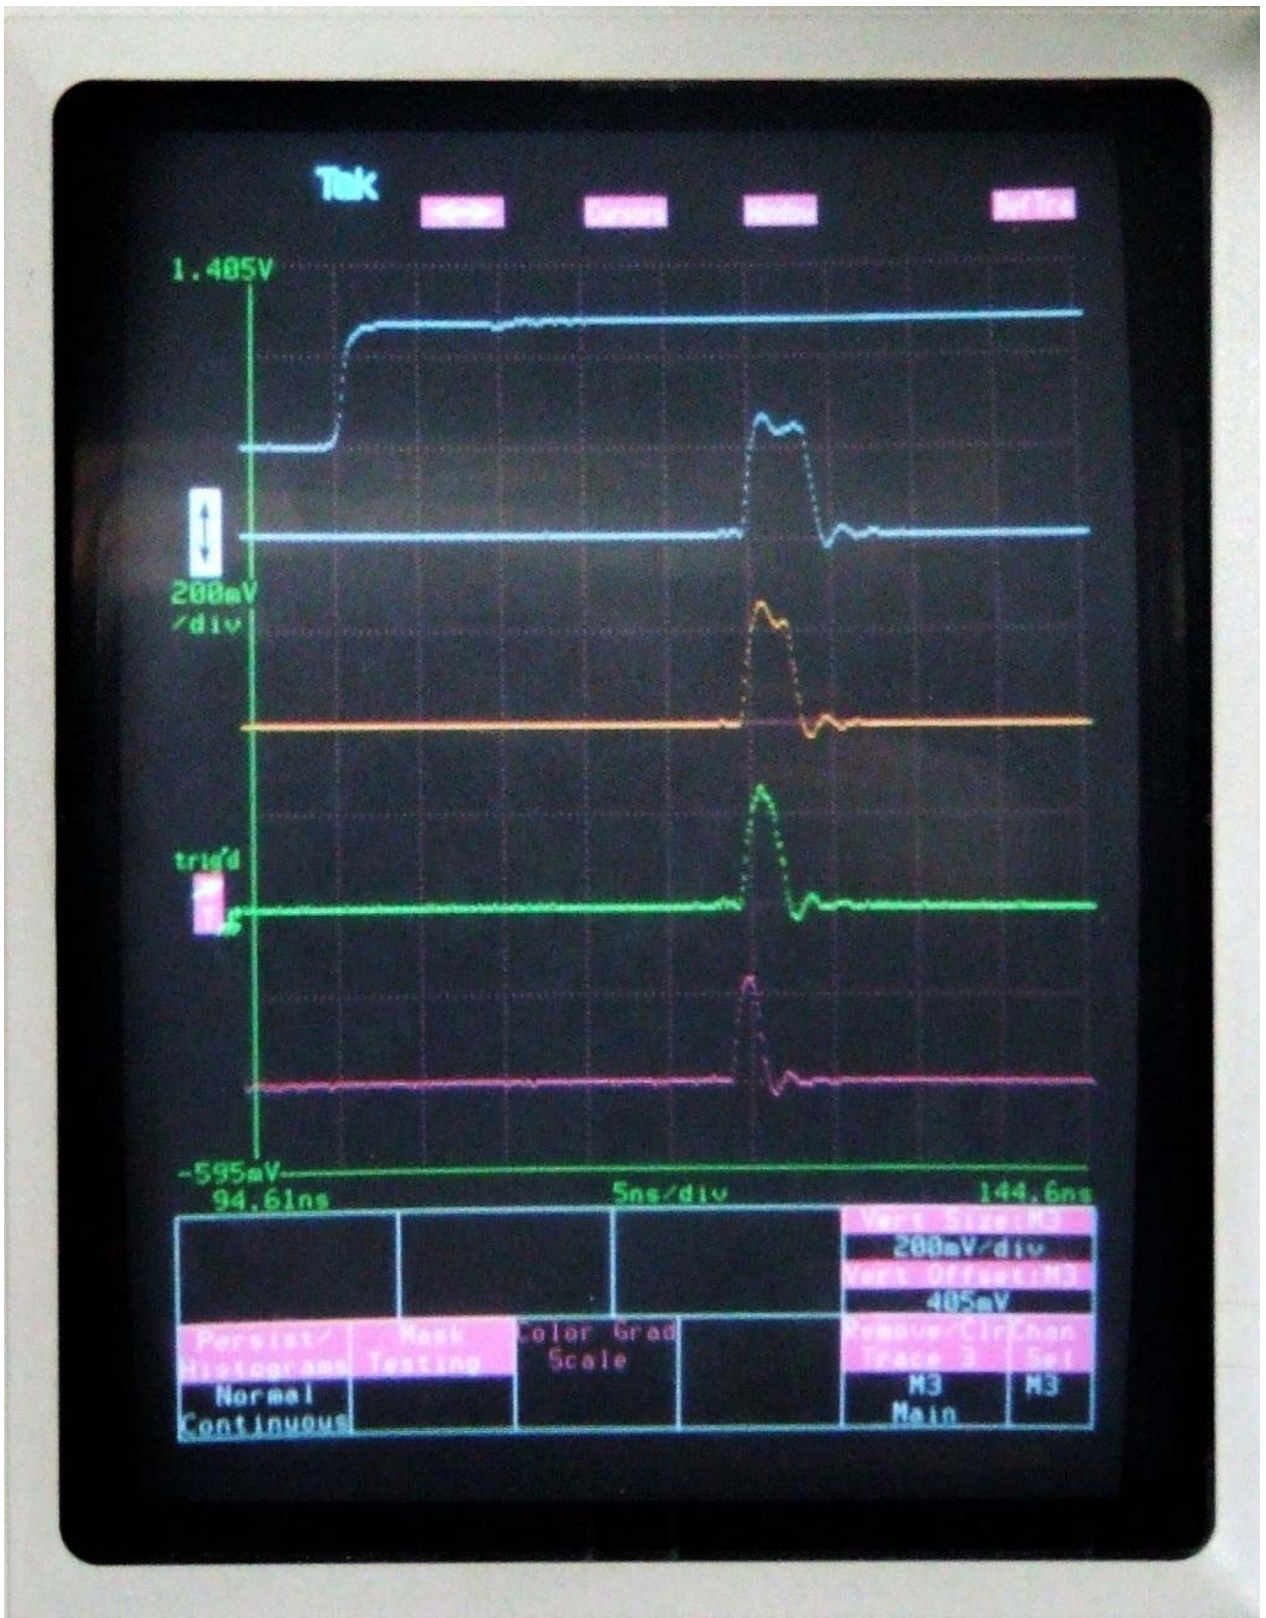 Tek
Cursors
Window
DefTra
1.405V
200mV
/div
trig'd
T
-595mV
94.61ns
5ns/div
144.6ns
Vert Size:M3
200mV/div
Vert Offset:M3
405mV
Persist/
Histograms
Normal
Continuous
Mask
Testing
Color Grad
Scale
Remove/Clr
Trace 3
M3
Main
Chan
Sel
M3